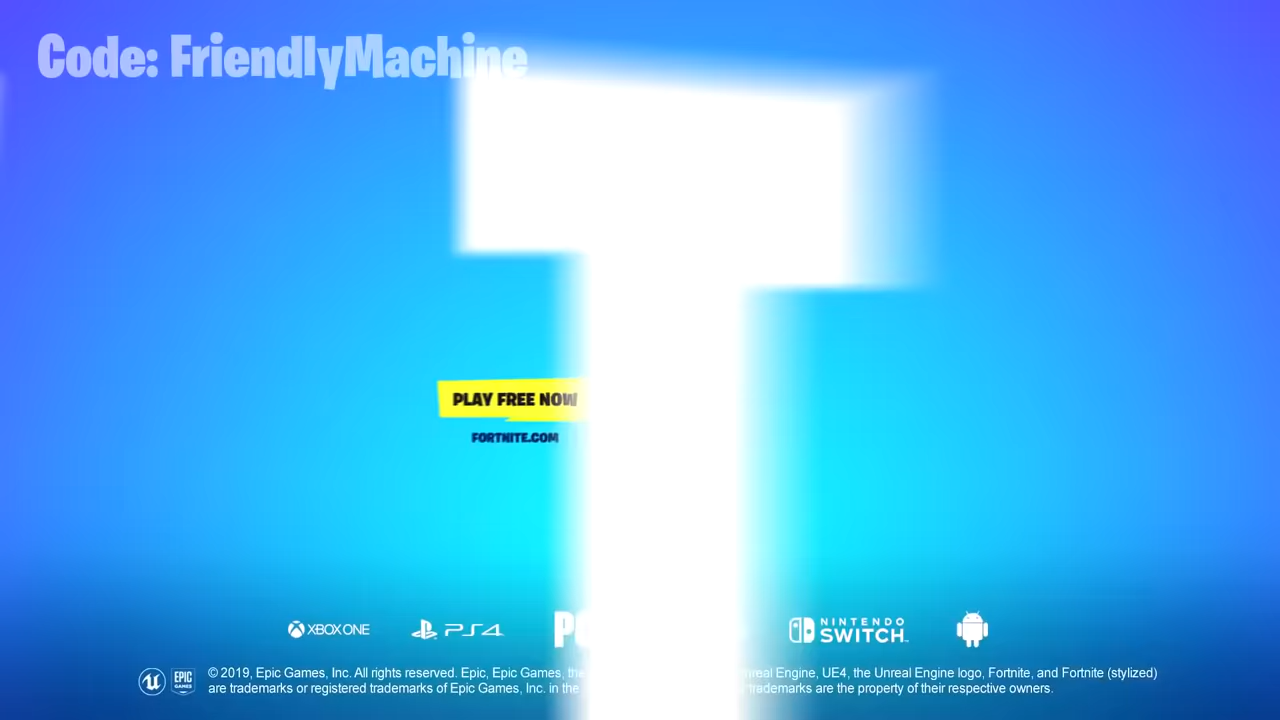 Code: FriendlyMachine
T
PLAY FREE NOW
FORTNITE.COM
XBOX ONE PS4 NINTENDO SWITCH
EPIC GAMES
© 2019, Epic Games, Inc. All rights reserved. Epic, Epic Games, the Unreal Engine, UE4, the Unreal Engine logo, Fortnite, and Fortnite (stylized)
are trademarks or registered trademarks of Epic Games, Inc. in the trademarks are the property of their respective owners.